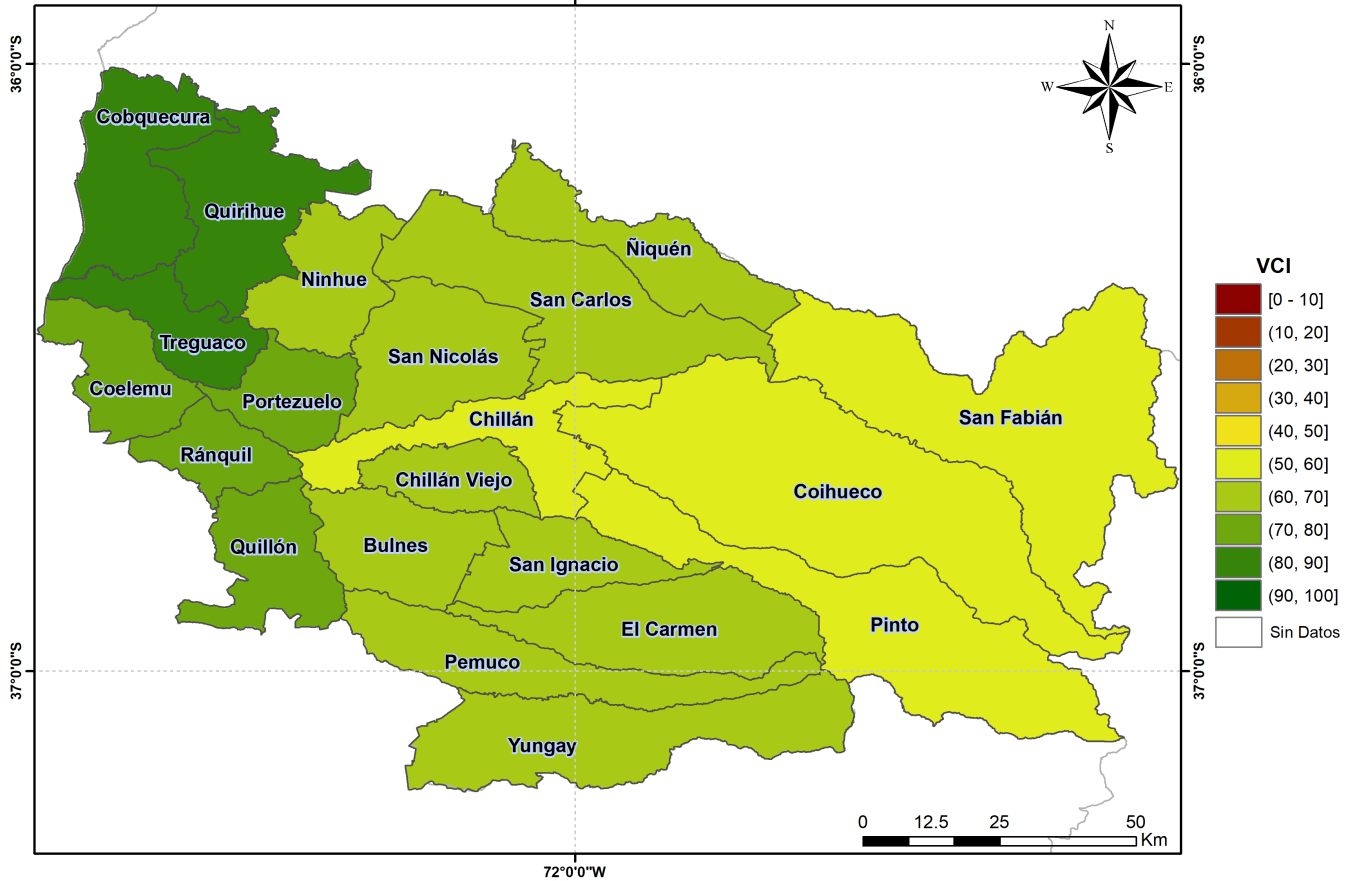 36°0'0"S
36°0'0"S
N
W
E
S
Cobquecura
Quirihue
Ñiquén
Ninhue
San Carlos
Treguaco
San Nicolás
Coelemu
Portezuelo
Chillán
San Fabián
Ránquil
Chillán Viejo
Coihueco
Quillón
Bulnes
San Ignacio
El Carmen
Pinto
Pemuco
Yungay
37°0'0"S
37°0'0"S
72°0'0"W
0 12.5 25 50
Km
VCI
[0 - 10]
(10, 20]
(20, 30]
(30, 40]
(40, 50]
(50, 60]
(60, 70]
(70, 80]
(80, 90]
(90, 100]
Sin Datos